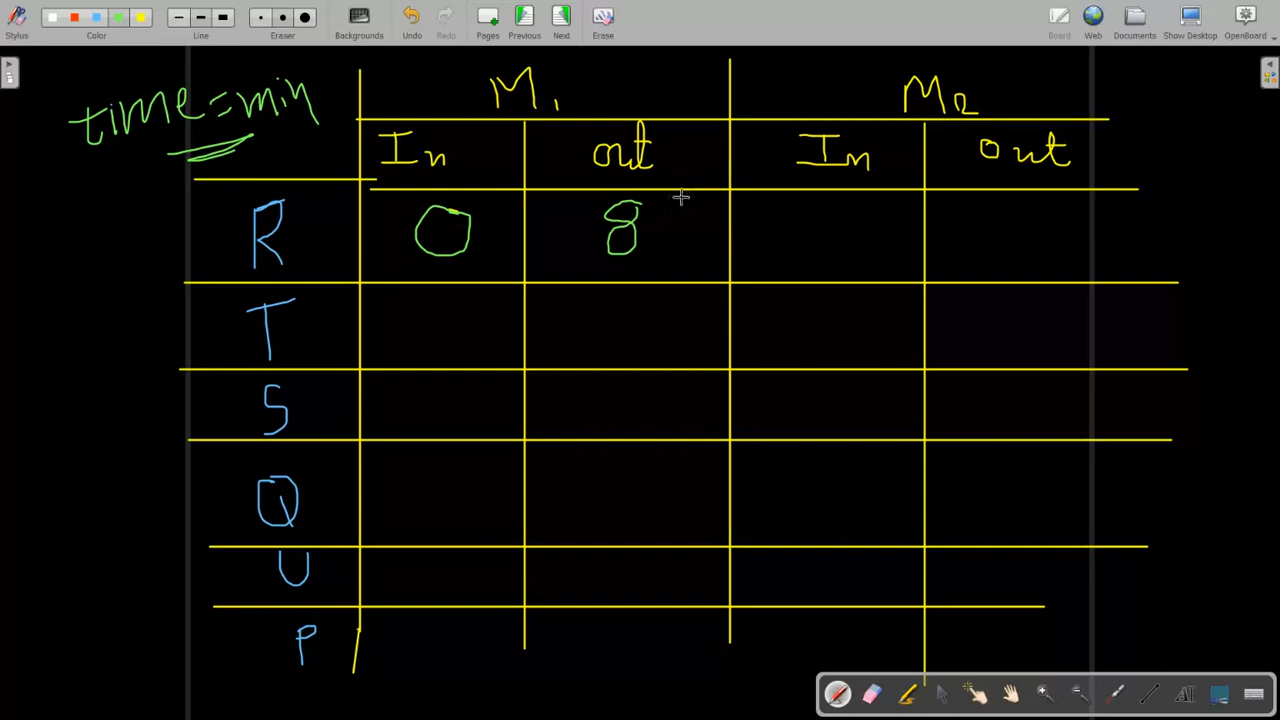 Stylus Color Line Eraser Backgrounds Undo Redo Pages Previous Next Erase Board Web Documents Show Desktop OpenBoard
time=min
M1 M2
In out In out
R 0 8
T
S
Q
U
P
AI